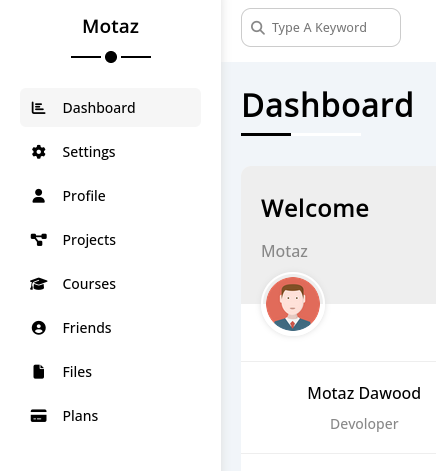 Motaz
Dashboard
Settings
Profile
Projects
Courses
Friends
Files
Plans
Type A Keyword
Dashboard
Welcome
Motaz
Motaz Dawood
Devoloper